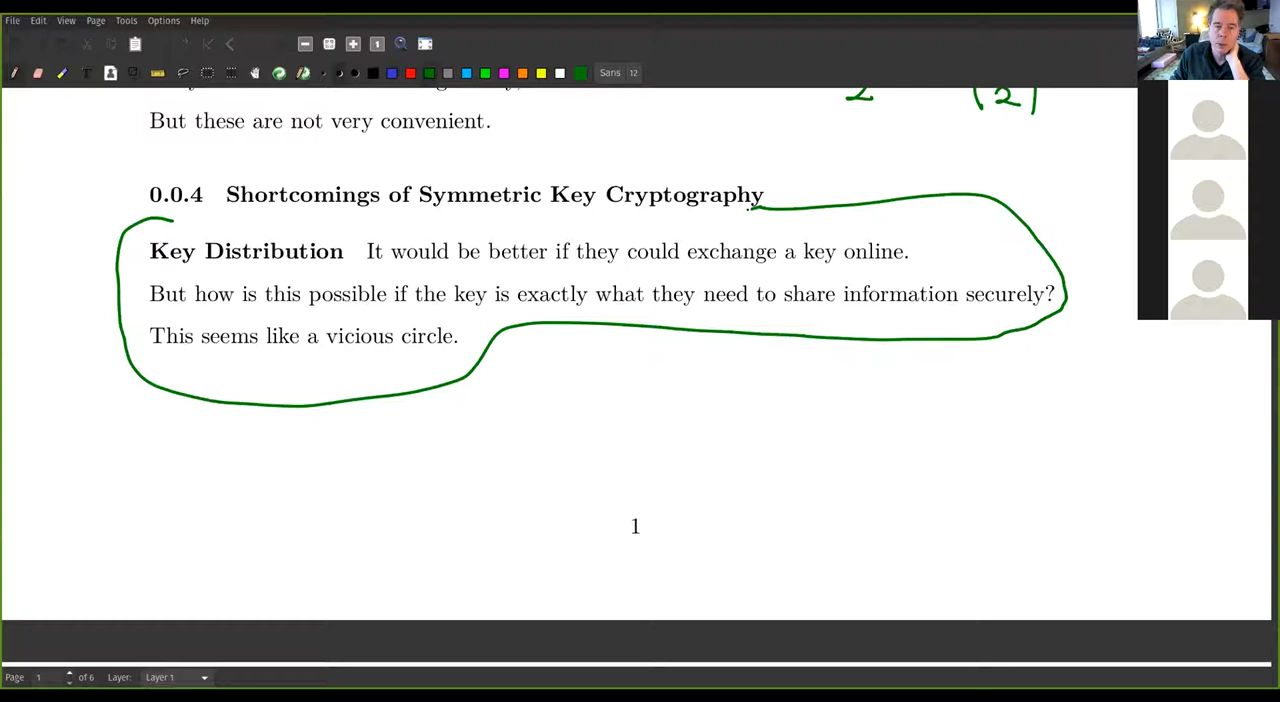 File Edit View Page Tools Options Help
1
Sans 12
But these are not very convenient.
2 (2)
0.0.4 Shortcomings of Symmetric Key Cryptography
Key Distribution It would be better if they could exchange a key online.
But how is this possible if the key is exactly what they need to share information securely?
This seems like a vicious circle.
1
Page 1 of 6 Layer: Layer 1